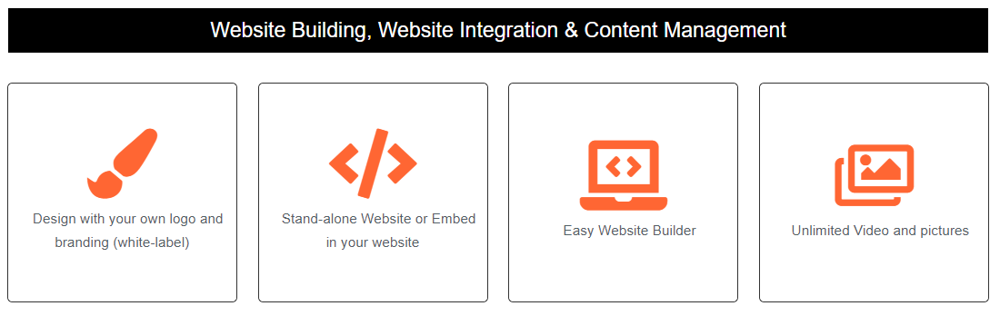 Website Building, Website Integration & Content Management
Design with your own logo and
branding (white-label)
Stand-alone Website or Embed
in your website
Easy Website Builder
Unlimited Video and pictures